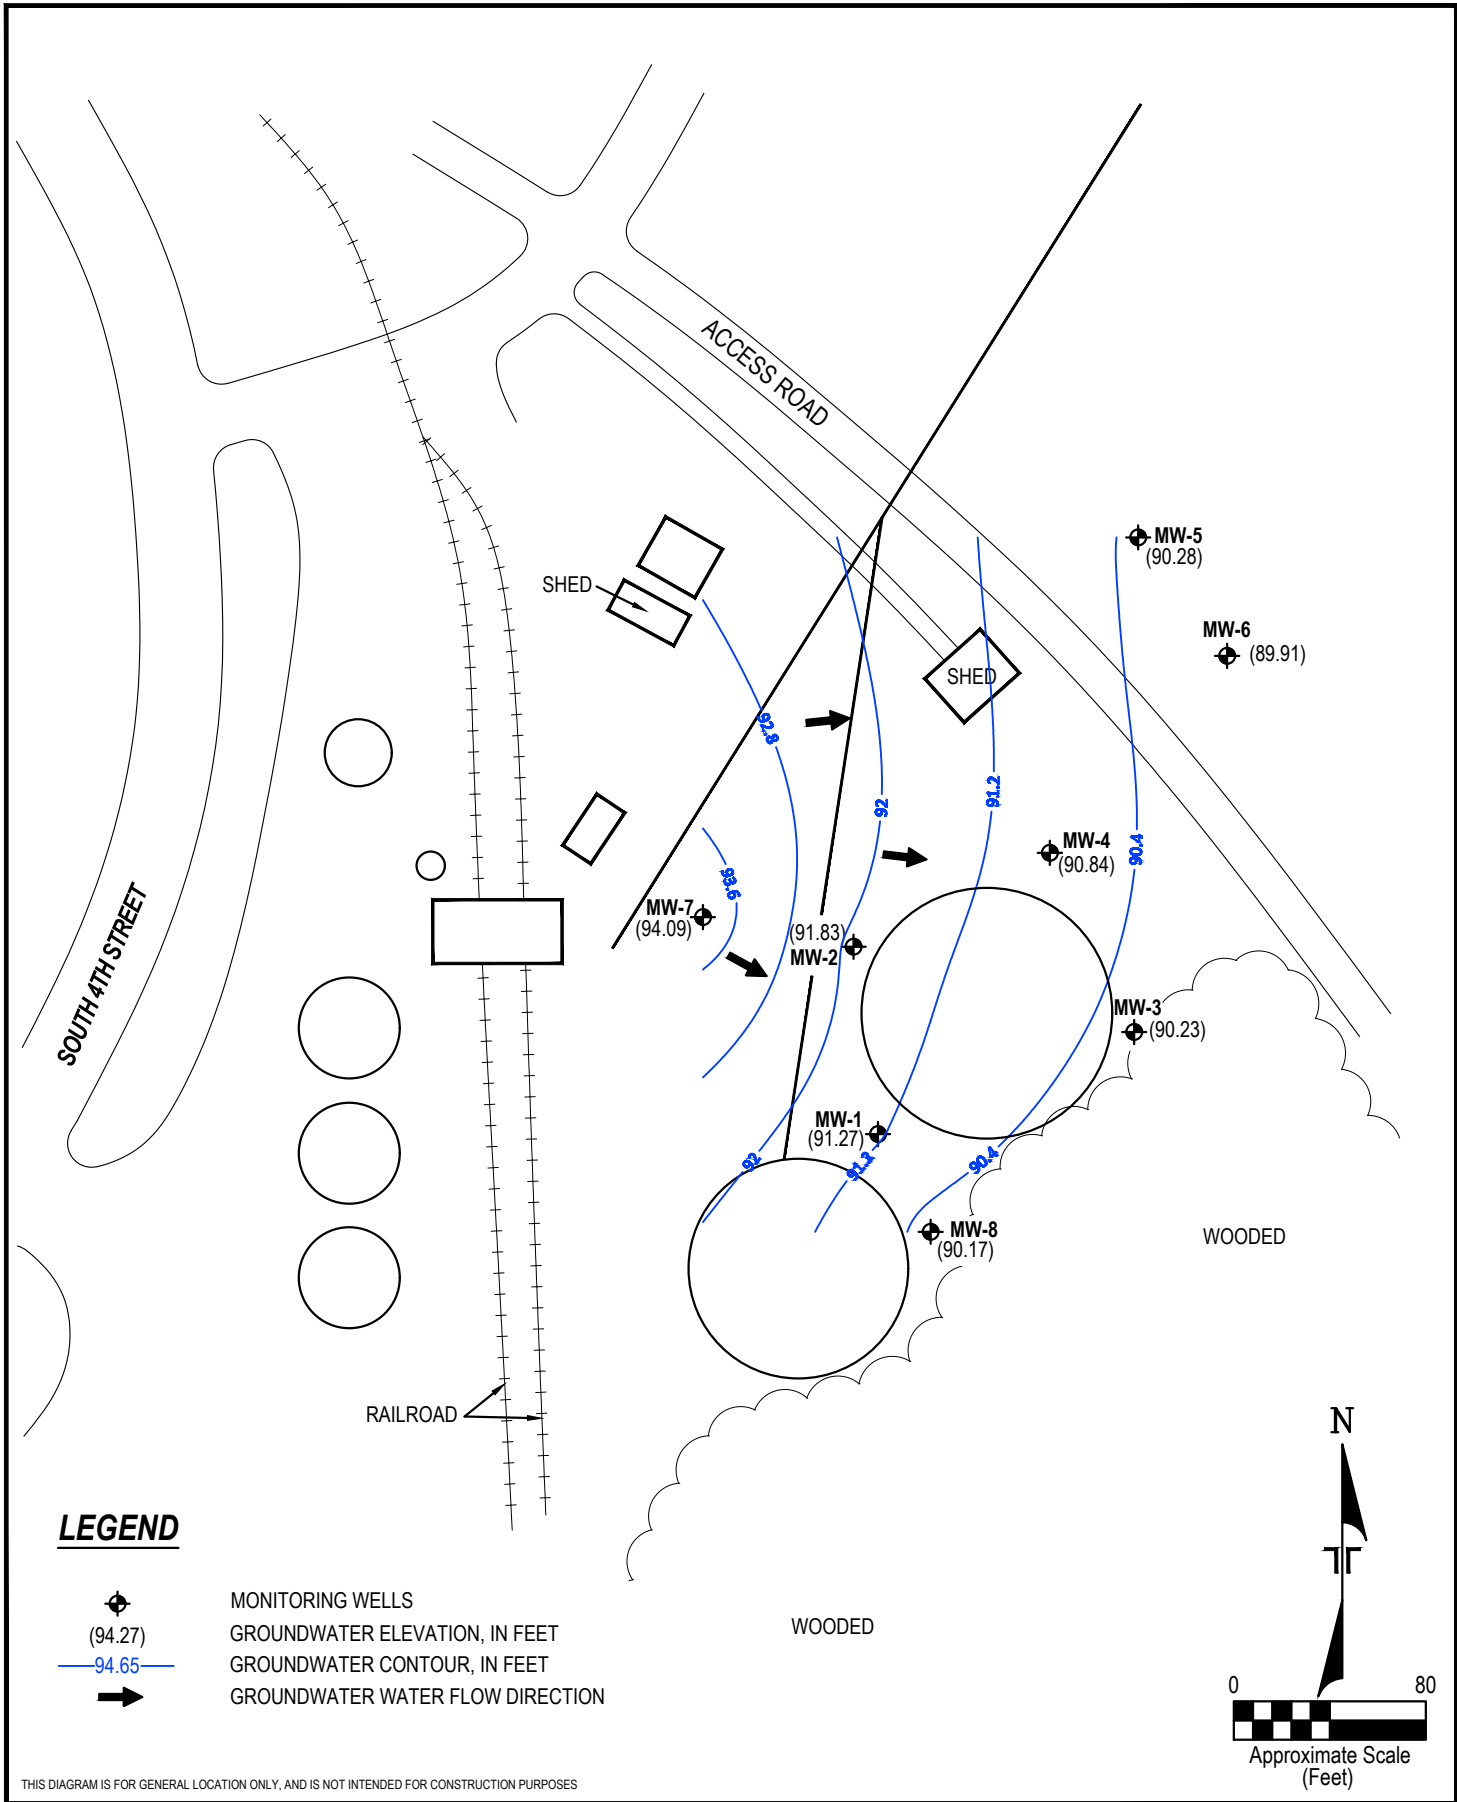 ACCESS ROAD
MW-5
(90.28)
SHED
MW-6
(89.91)
SHED
92.8
92
91.2
90.4
MW-4
(90.84)
93.6
MW-7
(94.09)
(91.83)
MW-2
SOUTH 4TH STREET
MW-3
(90.23)
MW-1
(91.27)
92
91.2
90.4
MW-8
(90.17)
WOODED
RAILROAD
N
LEGEND
MONITORING WELLS
(94.27)
GROUNDWATER ELEVATION, IN FEET
94.65
GROUNDWATER CONTOUR, IN FEET
GROUNDWATER WATER FLOW DIRECTION
WOODED
0 80
Approximate Scale
(Feet)
THIS DIAGRAM IS FOR GENERAL LOCATION ONLY, AND IS NOT INTENDED FOR CONSTRUCTION PURPOSES